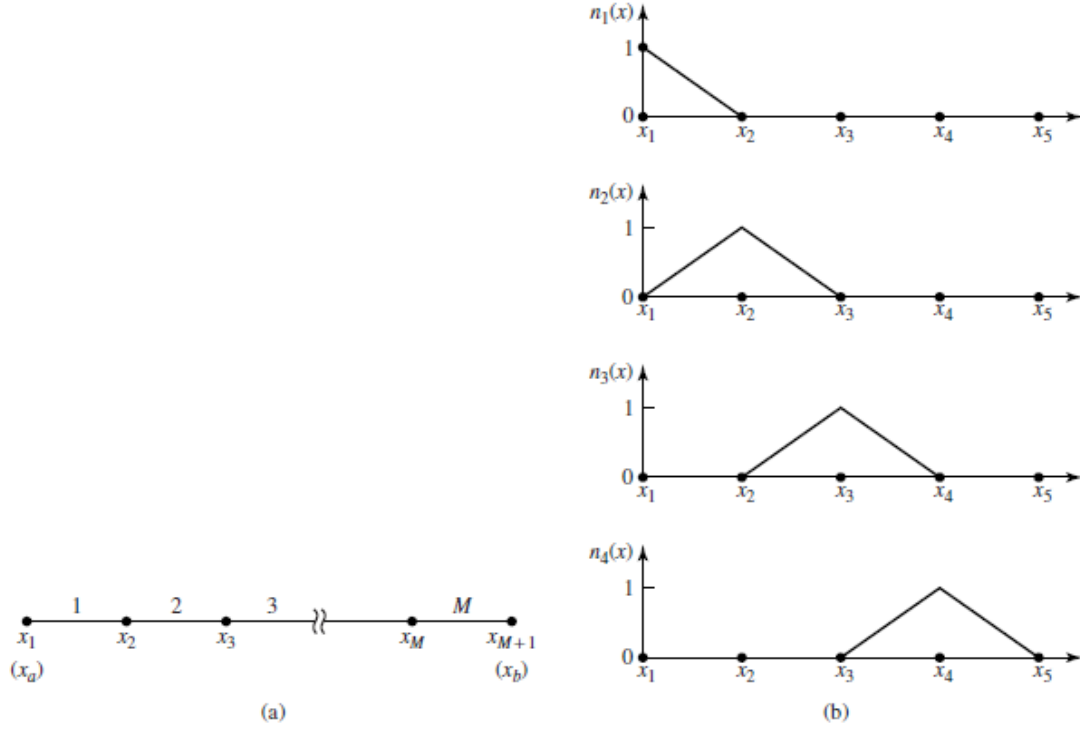 1 2 3 M
x₁ x₂ x₃ x_M x_{M+1}
(x_a) (x_b)
(a)
n₁(x)
1
0
x₁ x₂ x₃ x₄ x₅
n₂(x)
1
0
x₁ x₂ x₃ x₄ x₅
n₃(x)
1
0
x₁ x₂ x₃ x₄ x₅
n₄(x)
1
0
x₁ x₂ x₃ x₄ x₅
(b)